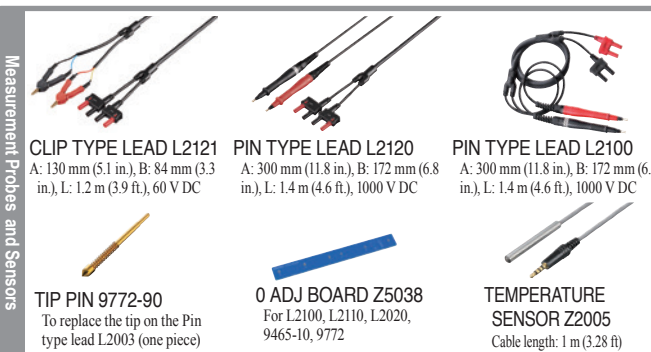 Measurement Probes and Sensors
CLIP TYPE LEAD L2121
A: 130 mm (5.1 in.), B: 84 mm (3.3
in.), L: 1.2 m (3.9 ft.), 60 V DC
PIN TYPE LEAD L2120
A: 300 mm (11.8 in.), B: 172 mm (6.8
in.), L: 1.4 m (4.6 ft.), 1000 V DC
PIN TYPE LEAD L2100
A: 300 mm (11.8 in.), B: 172 mm (6.
in.), L: 1.4 m (4.6 ft.), 1000 V DC
TIP PIN 9772-90
To replace the tip on the Pin
type lead L2003 (one piece)
0 ADJ BOARD Z5038
For L2100, L2110, L2020,
9465-10, 9772
TEMPERATURE
SENSOR Z2005
Cable length: 1 m (3.28 ft)